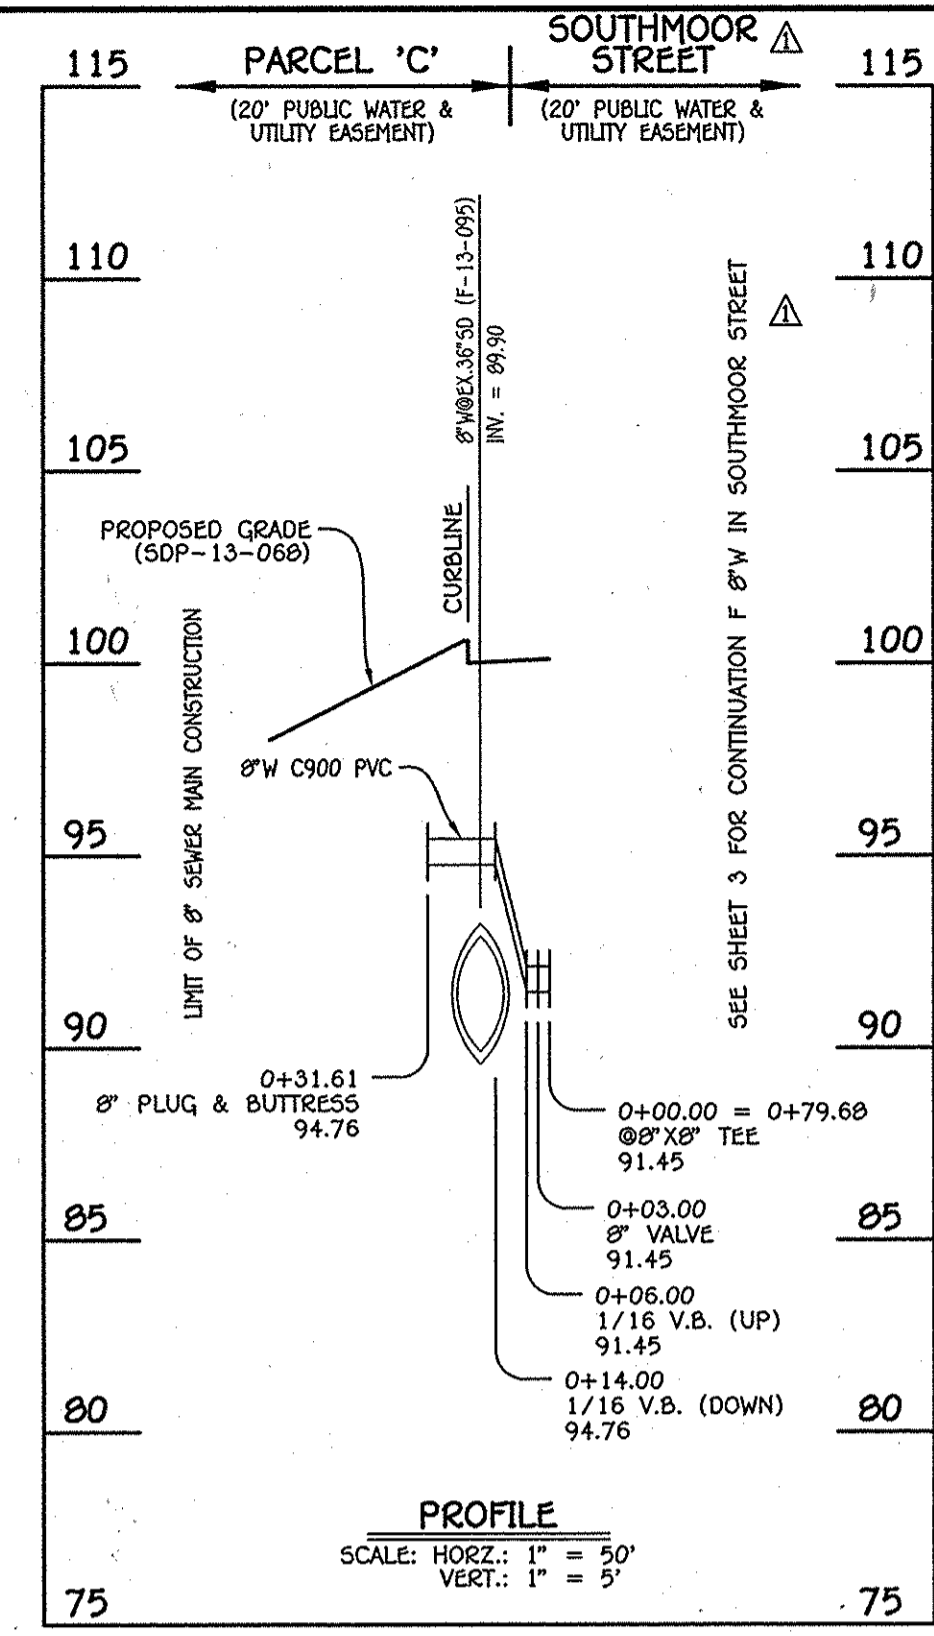 PARCEL 'C'
(20' PUBLIC WATER &
UTILITY EASEMENT)
SOUTHMOOR
STREET
1
(20' PUBLIC WATER &
UTILITY EASEMENT)
115
110
105
100
95
90
85
80
75
115
110
105
100
95
90
85
80
75
8"W@EX.36"SD (F-13-095)
INV. = 89.90
CURBLINE
PROPOSED GRADE
(SDP-13-068)
LIMIT OF 8" SEWER MAIN CONSTRUCTION
8"W C900 PVC
SEE SHEET 3 FOR CONTINUATION F 8"W IN SOUTHMOOR STREET
1
0+31.61
8" PLUG & BUTTRESS
94.76
0+00.00 = 0+79.68
@8"X8" TEE
91.45
0+03.00
8" VALVE
91.45
0+06.00
1/16 V.B. (UP)
91.45
0+14.00
1/16 V.B. (DOWN)
94.76
PROFILE
SCALE: HORZ.: 1" = 50'
VERT.: 1" = 5'